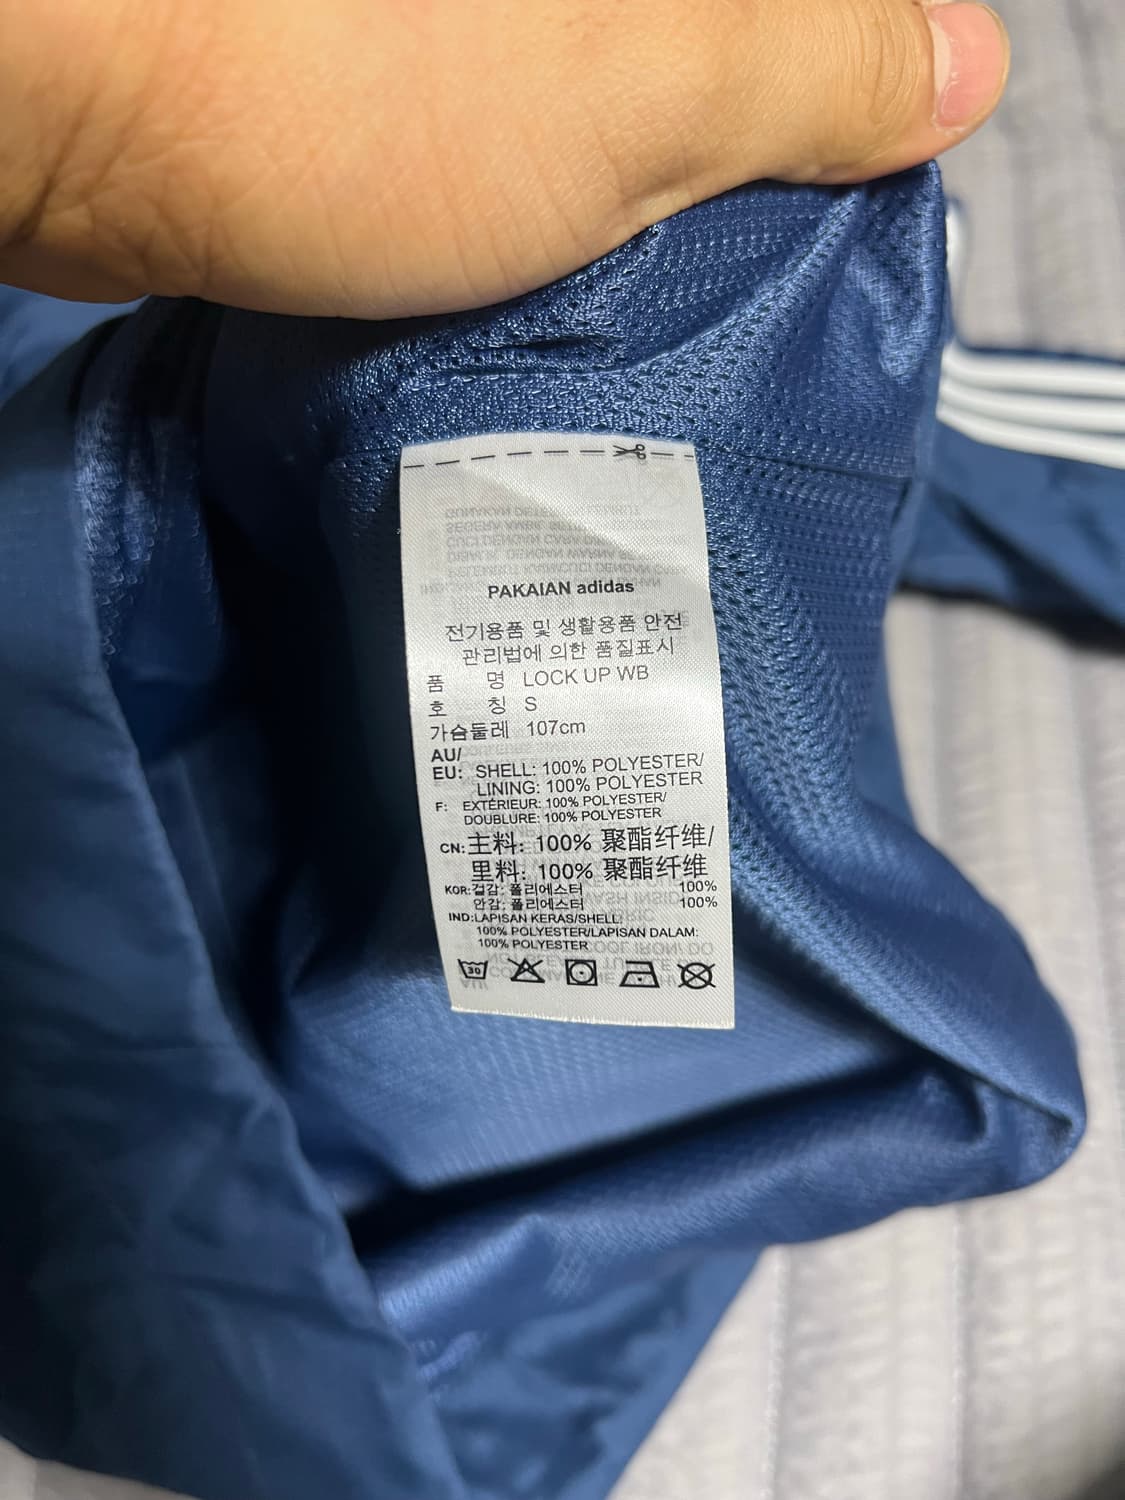 PAKAIAN adidas
전기용품 및 생활용품 안전
관리법에 의한 품질표시
품 명 LOCK UP WB
호 칭 S
가슴둘레 107cm
AU/
EU: SHELL: 100% POLYESTER/
LINING: 100% POLYESTER
F: EXTÉRIEUR: 100% POLYESTER/
DOUBLURE: 100% POLYESTER
CN: 主料: 100% 聚酯纤维/
里料: 100% 聚酯纤维
KOR: 겉감: 폴리에스터 100%
안감: 폴리에스터 100%
IND: LAPISAN KERAS/SHELL:
100% POLYESTER/LAPISAN DALAM:
100% POLYESTER
30